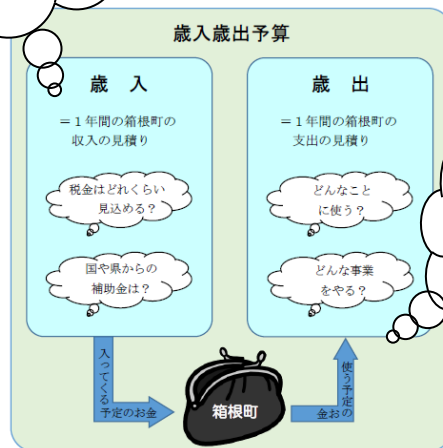 歳入歳出予算
歳 入
＝１年間の箱根町の
収入の見積り
税金はどれくらい
見込める？
国や県からの
補助金は？
歳 出
＝１年間の箱根町の
支出の見積り
どんなこと
に使う？
どんな事業
をやる？
入ってくる
予定のお金
箱根町
使う予定の
お金